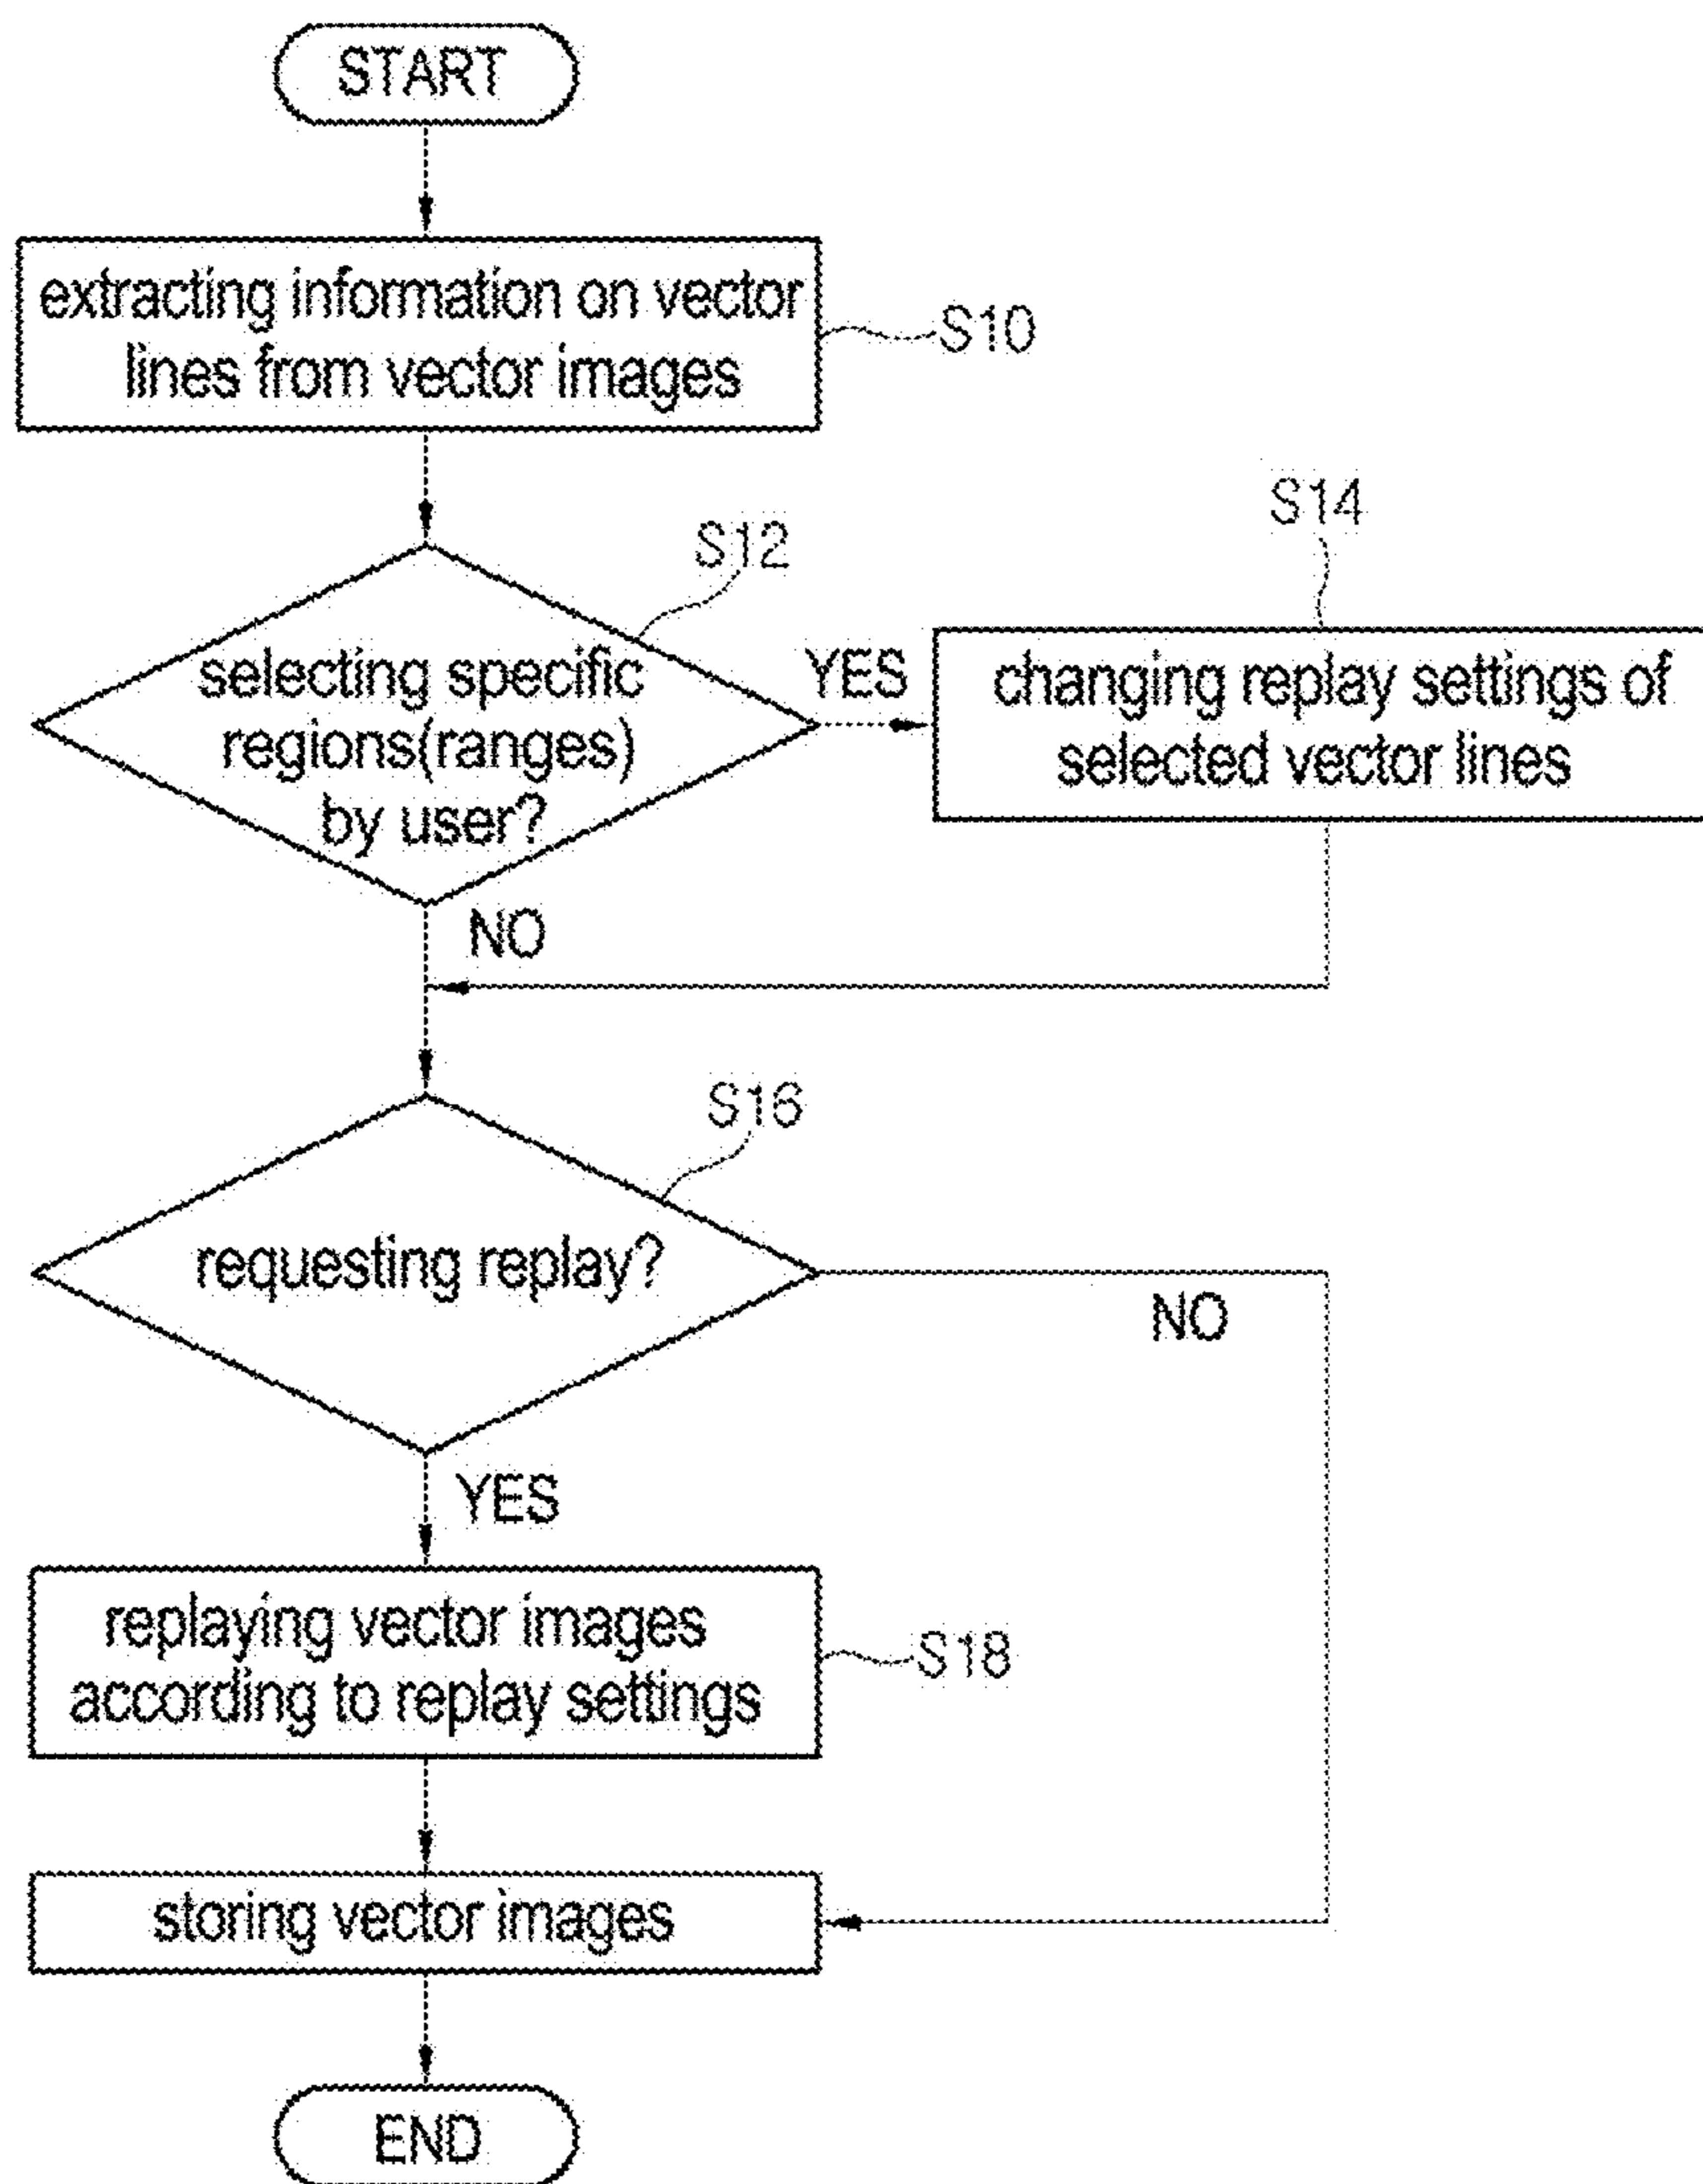 START
extracting information on vector
lines from vector images
S10
S12
selecting specific
regions(ranges)
by user?
YES
S14
changing replay settings of
selected vector lines
NO
S16
requesting replay?
NO
YES
replaying vector images
according to replay settings
S18
storing vector images
END